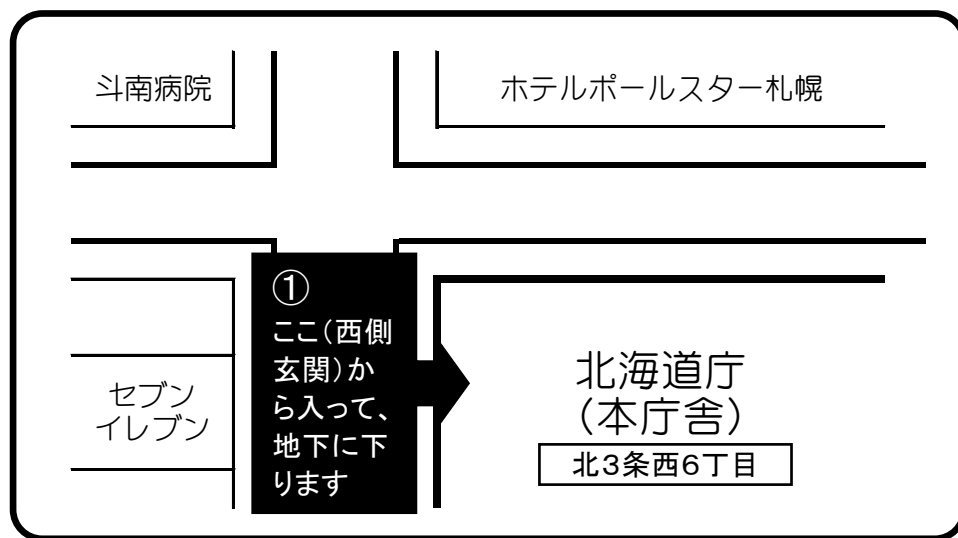 斗南病院
ホテルポールスター札幌
①
ここ(西側
玄関)か
ら入って、
地下に下
ります
セブン
イレブン
北海道庁
(本庁舎)
北3条西6丁目